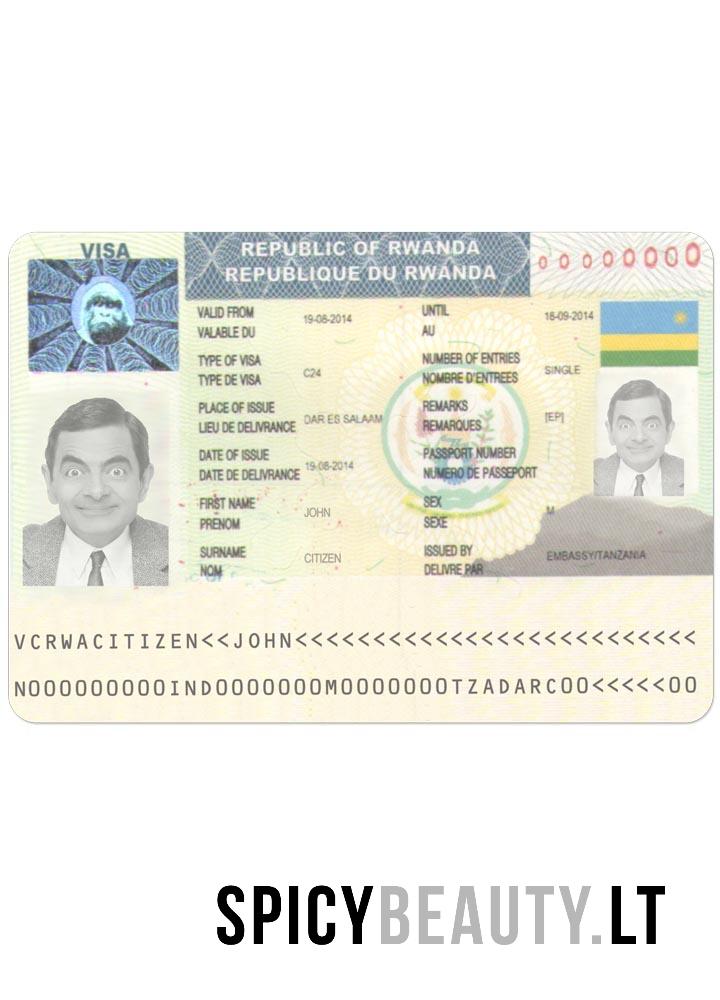 VISA
REPUBLIC OF RWANDA
REPUBLIQUE DU RWANDA
00000000
VALID FROM 19-08-2014 UNTIL 18-09-2014
VALABLE DU AU
TYPE OF VISA C24 NUMBER OF ENTRIES SINGLE
TYPE DE VISA NOMBRE D'ENTREES
PLACE OF ISSUE DAR ES SALAAM REMARKS [EP]
LIEU DE DELIVRANCE REMARQUES
DATE OF ISSUE 19-08-2014 PASSPORT NUMBER
DATE DE DELIVRANCE NUMERO DE PASSEPORT
FIRST NAME JOHN SEX M
PRENOM SEXE
SURNAME CITIZEN ISSUED BY EMBASSY/TANZANIA
NOM DELIVRE PAR
VCRWACITIZEN<<JOHN<<<<<<<<<<<<<<<<<<<<<<<<<<
NOOOOOOOOOINDOOOOOOOMOOOOOOOTZADARCOO<<<<<OO
SPICYBEAUTY.LT